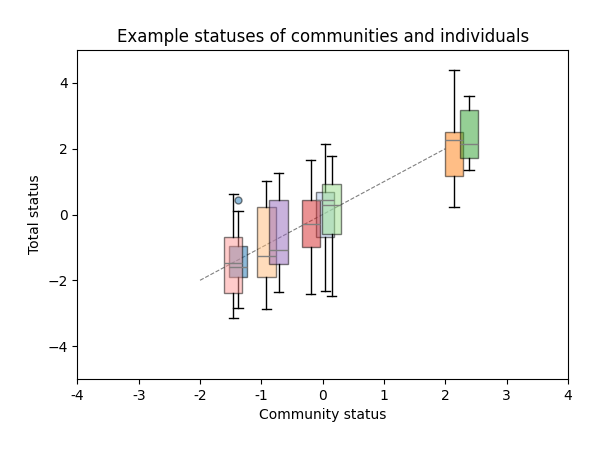 Example statuses of communities and individuals
Total status
4
2
0
−2
−4
-4 -3 -2 -1 0 1 2 3 4
Community status